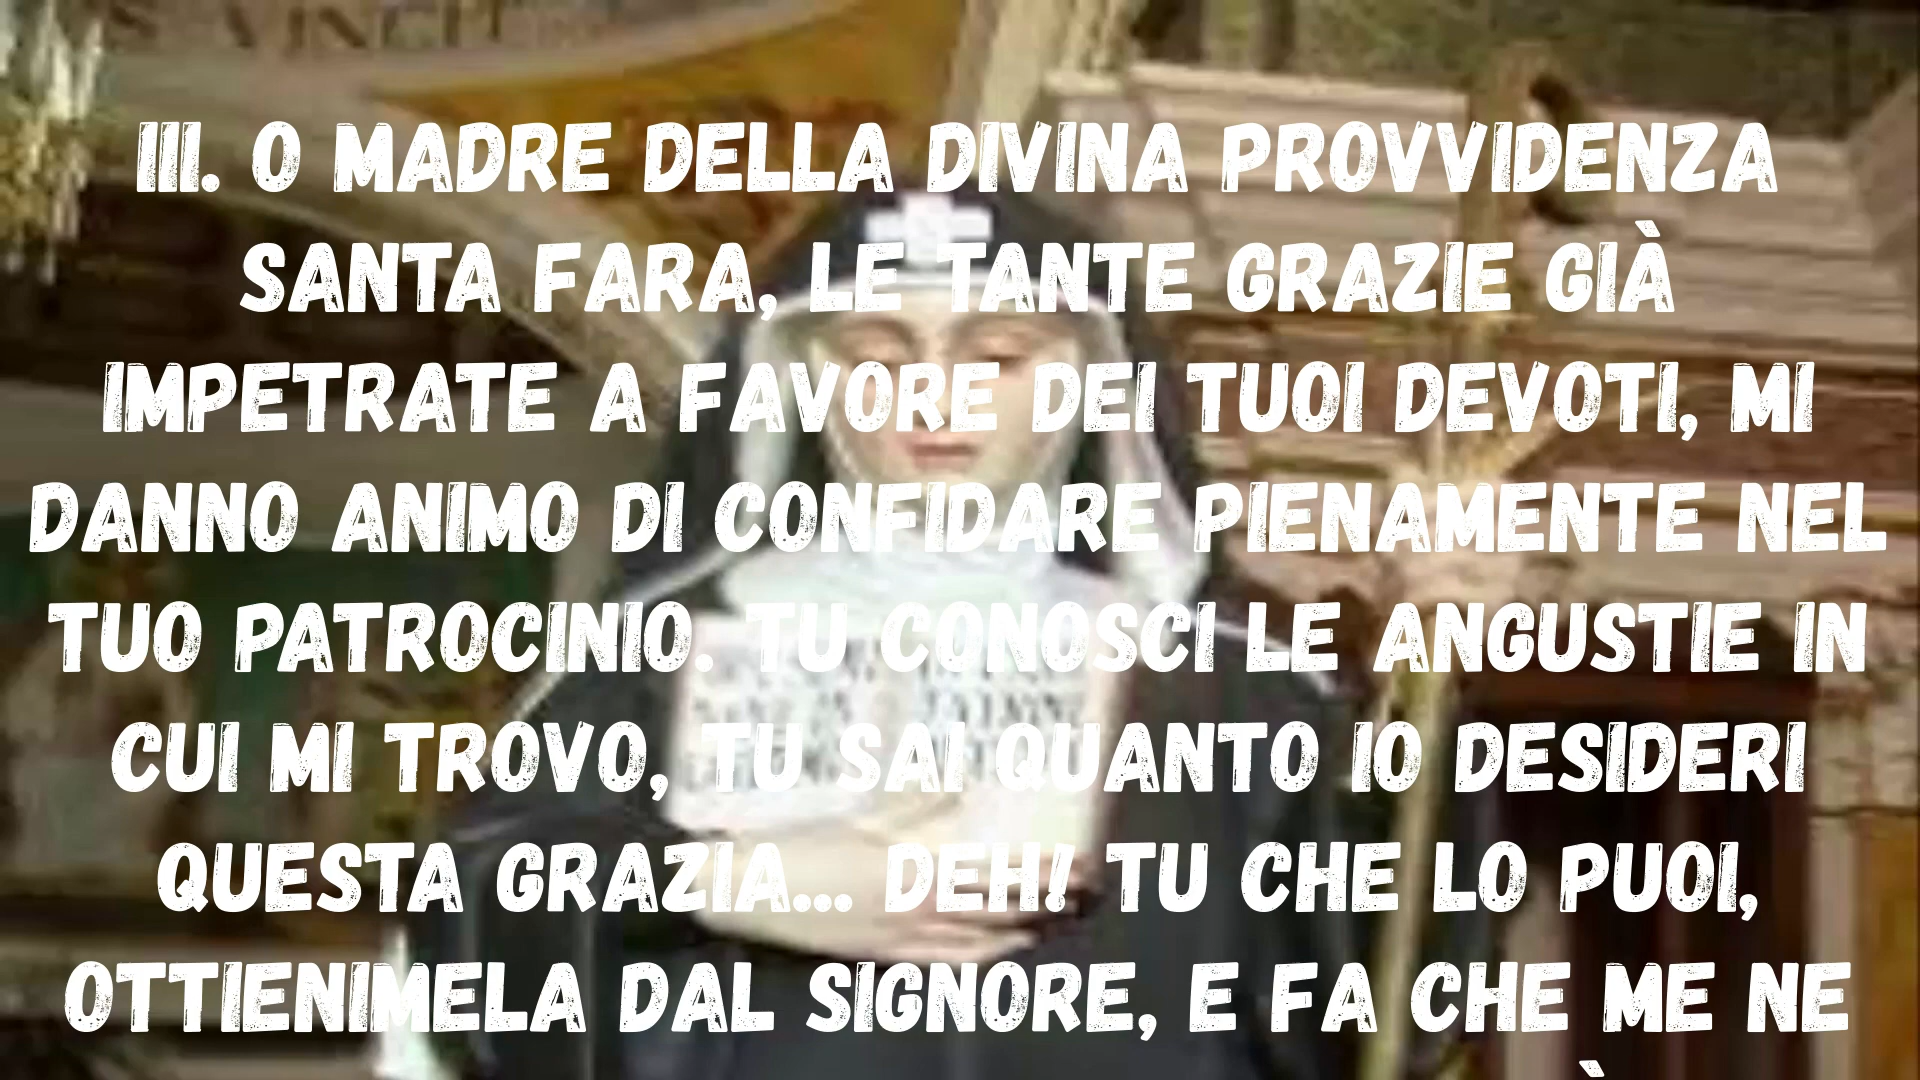 III. O MADRE DELLA DIVINA PROVVIDENZA
SANTA FARA, LE TANTE GRAZIE GIÀ
IMPETRATE A FAVORE DEI TUOI DEVOTI, MI
DANNO ANIMO DI CONFIDARE PIENAMENTE NEL
TUO PATROCINIO. TU CONOSCI LE ANGUSTIE IN
CUI MI TROVO, TU SAI QUANTO IO DESIDERI
QUESTA GRAZIA... DEH! TU CHE LO PUOI,
OTTIENIMELA DAL SIGNORE, E FA CHE ME NE